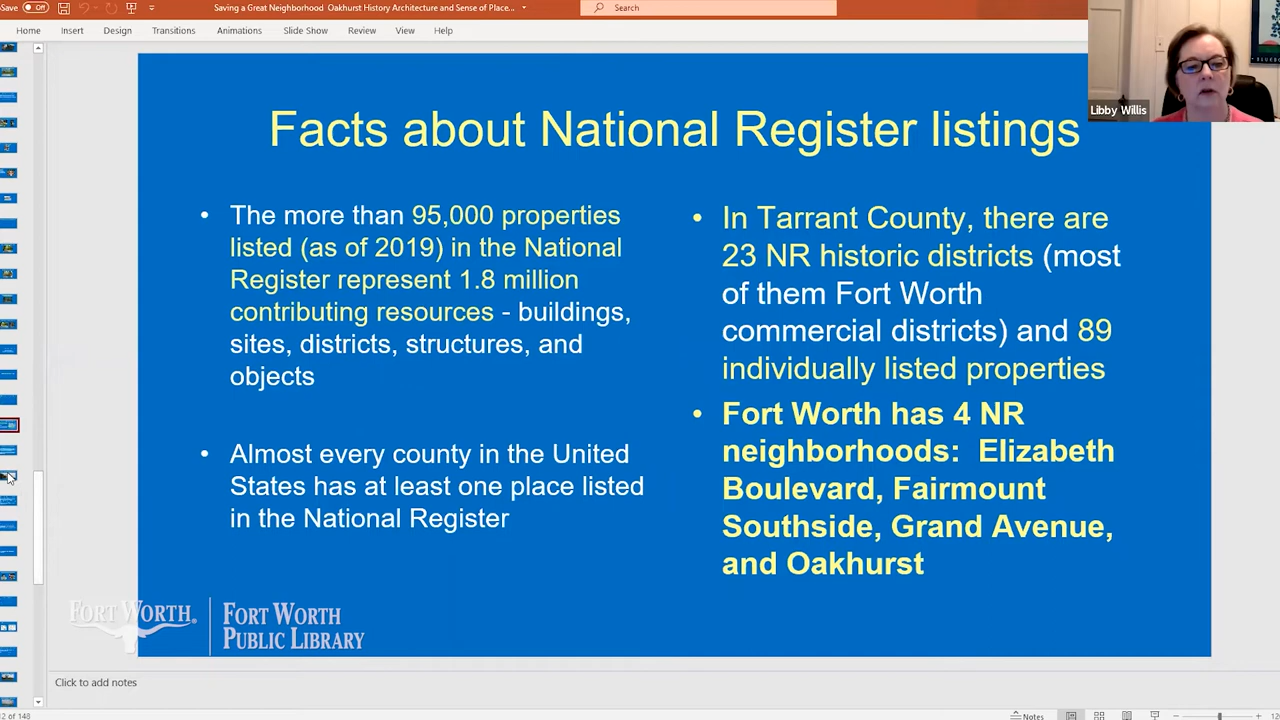 Save Off Saving a Great Neighborhood Oakhurst History Architecture and Sense of Place... Search
Home Insert Design Transitions Animations Slide Show Review View Help
Libby Willis
Facts about National Register listings
• The more than 95,000 properties
listed (as of 2019) in the National
Register represent 1.8 million
contributing resources - buildings,
sites, districts, structures, and
objects
• Almost every county in the United
States has at least one place listed
in the National Register
• In Tarrant County, there are
23 NR historic districts (most
of them Fort Worth
commercial districts) and 89
individually listed properties
• Fort Worth has 4 NR
neighborhoods: Elizabeth
Boulevard, Fairmount
Southside, Grand Avenue,
and Oakhurst
FORT WORTH®
FORT WORTH
PUBLIC LIBRARY
Click to add notes
of 148 Notes